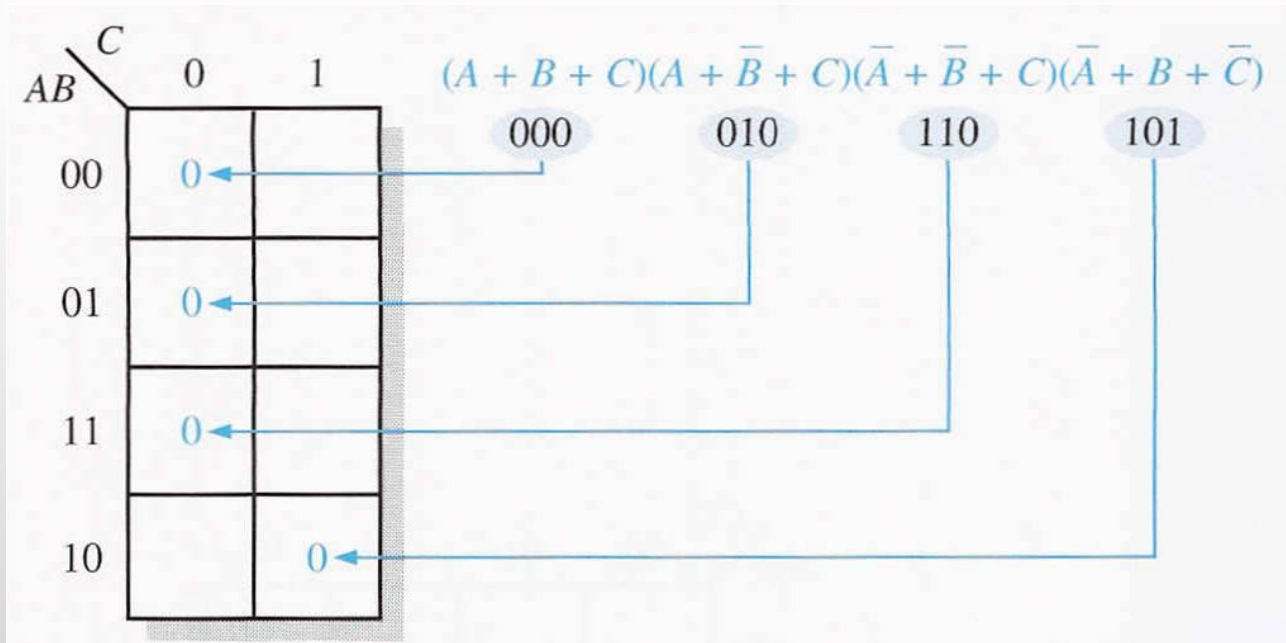 C
AB 0 1 (A + B + C)(A + B̅ + C)(A̅ + B̅ + C)(A̅ + B + C̅)
000 010 110 101
00 0
01 0
11 0
10 0